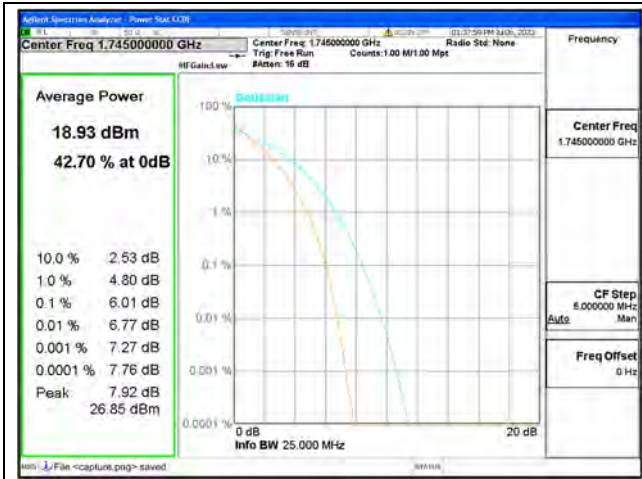 Agilent Spectrum Analyzer - Power Stat CCDF
Center Freq 1.745000000 GHz
Center Freq: 1.745000000 GHz
Radio Std: None
Trig: Free Run
Counts:1.00 M/1.00 Mpt
#IFGain:Low
#Atten: 16 dB
Frequency
Average Power
18.93 dBm
42.70 % at 0dB
10.0 % 2.53 dB
1.0 % 4.80 dB
0.1 % 6.01 dB
0.01 % 6.77 dB
0.001 % 7.27 dB
0.0001 % 7.76 dB
Peak 7.92 dB
26.85 dBm
Gaussian
100 %
10 %
1 %
0.1 %
0.01 %
0.001 %
0.0001 %
0 dB
20 dB
Info BW 25.000 MHz
Center Freq
1.745000000 GHz
CF Step
5.000000 MHz
Auto Man
Freq Offset
0 Hz
MSG
File <capture.png> saved
STATUS